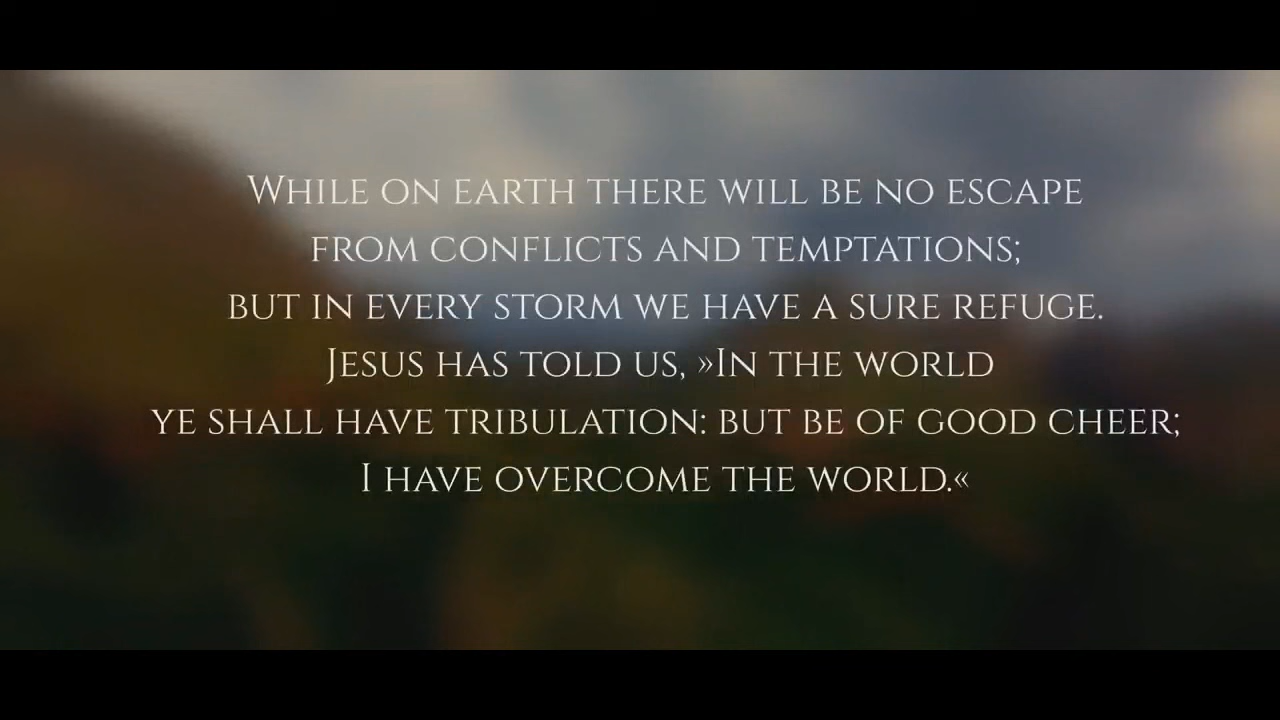 While on earth there will be no escape
from conflicts and temptations;
but in every storm we have a sure refuge.
Jesus has told us, »In the world
ye shall have tribulation: but be of good cheer;
I have overcome the world.«